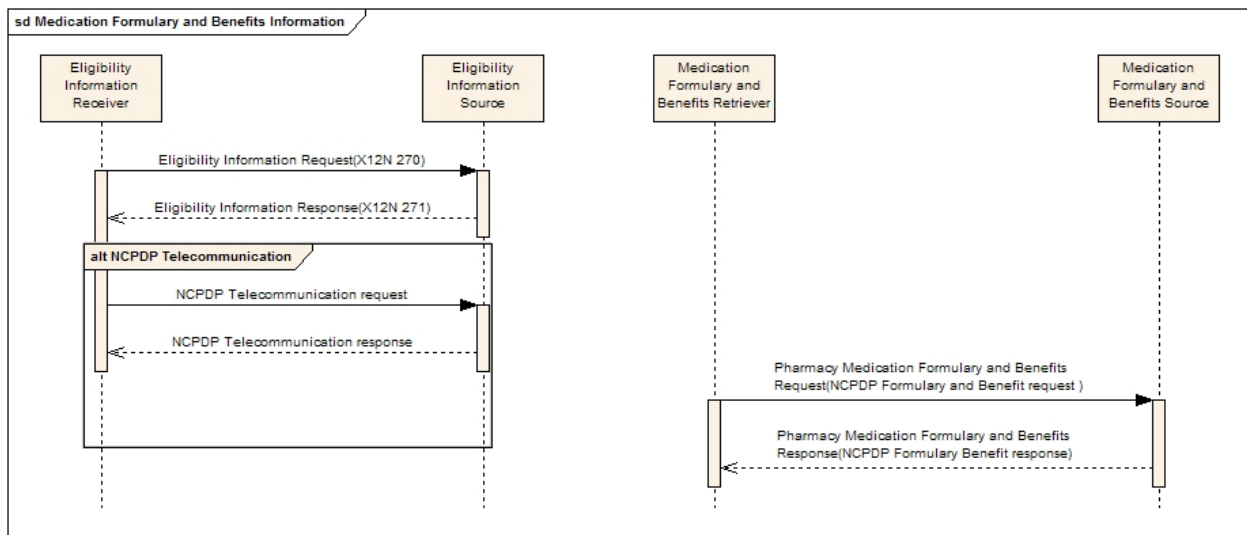 sd Medication Formulary and Benefits Information
Eligibility
Information
Receiver
Eligibility
Information
Source
Medication
Formulary and
Benefits Retriever
Medication
Formulary and
Benefits Source
Eligibility Information Request(X12N 270)
Eligibility Information Response(X12N 271)
alt NCPDP Telecommunication
NCPDP Telecommunication request
NCPDP Telecommunication response
Pharmacy Medication Formulary and Benefits
Request(NCPDP Formulary and Benefit request )
Pharmacy Medication Formulary and Benefits
Response(NCPDP Formulary Benefit response)